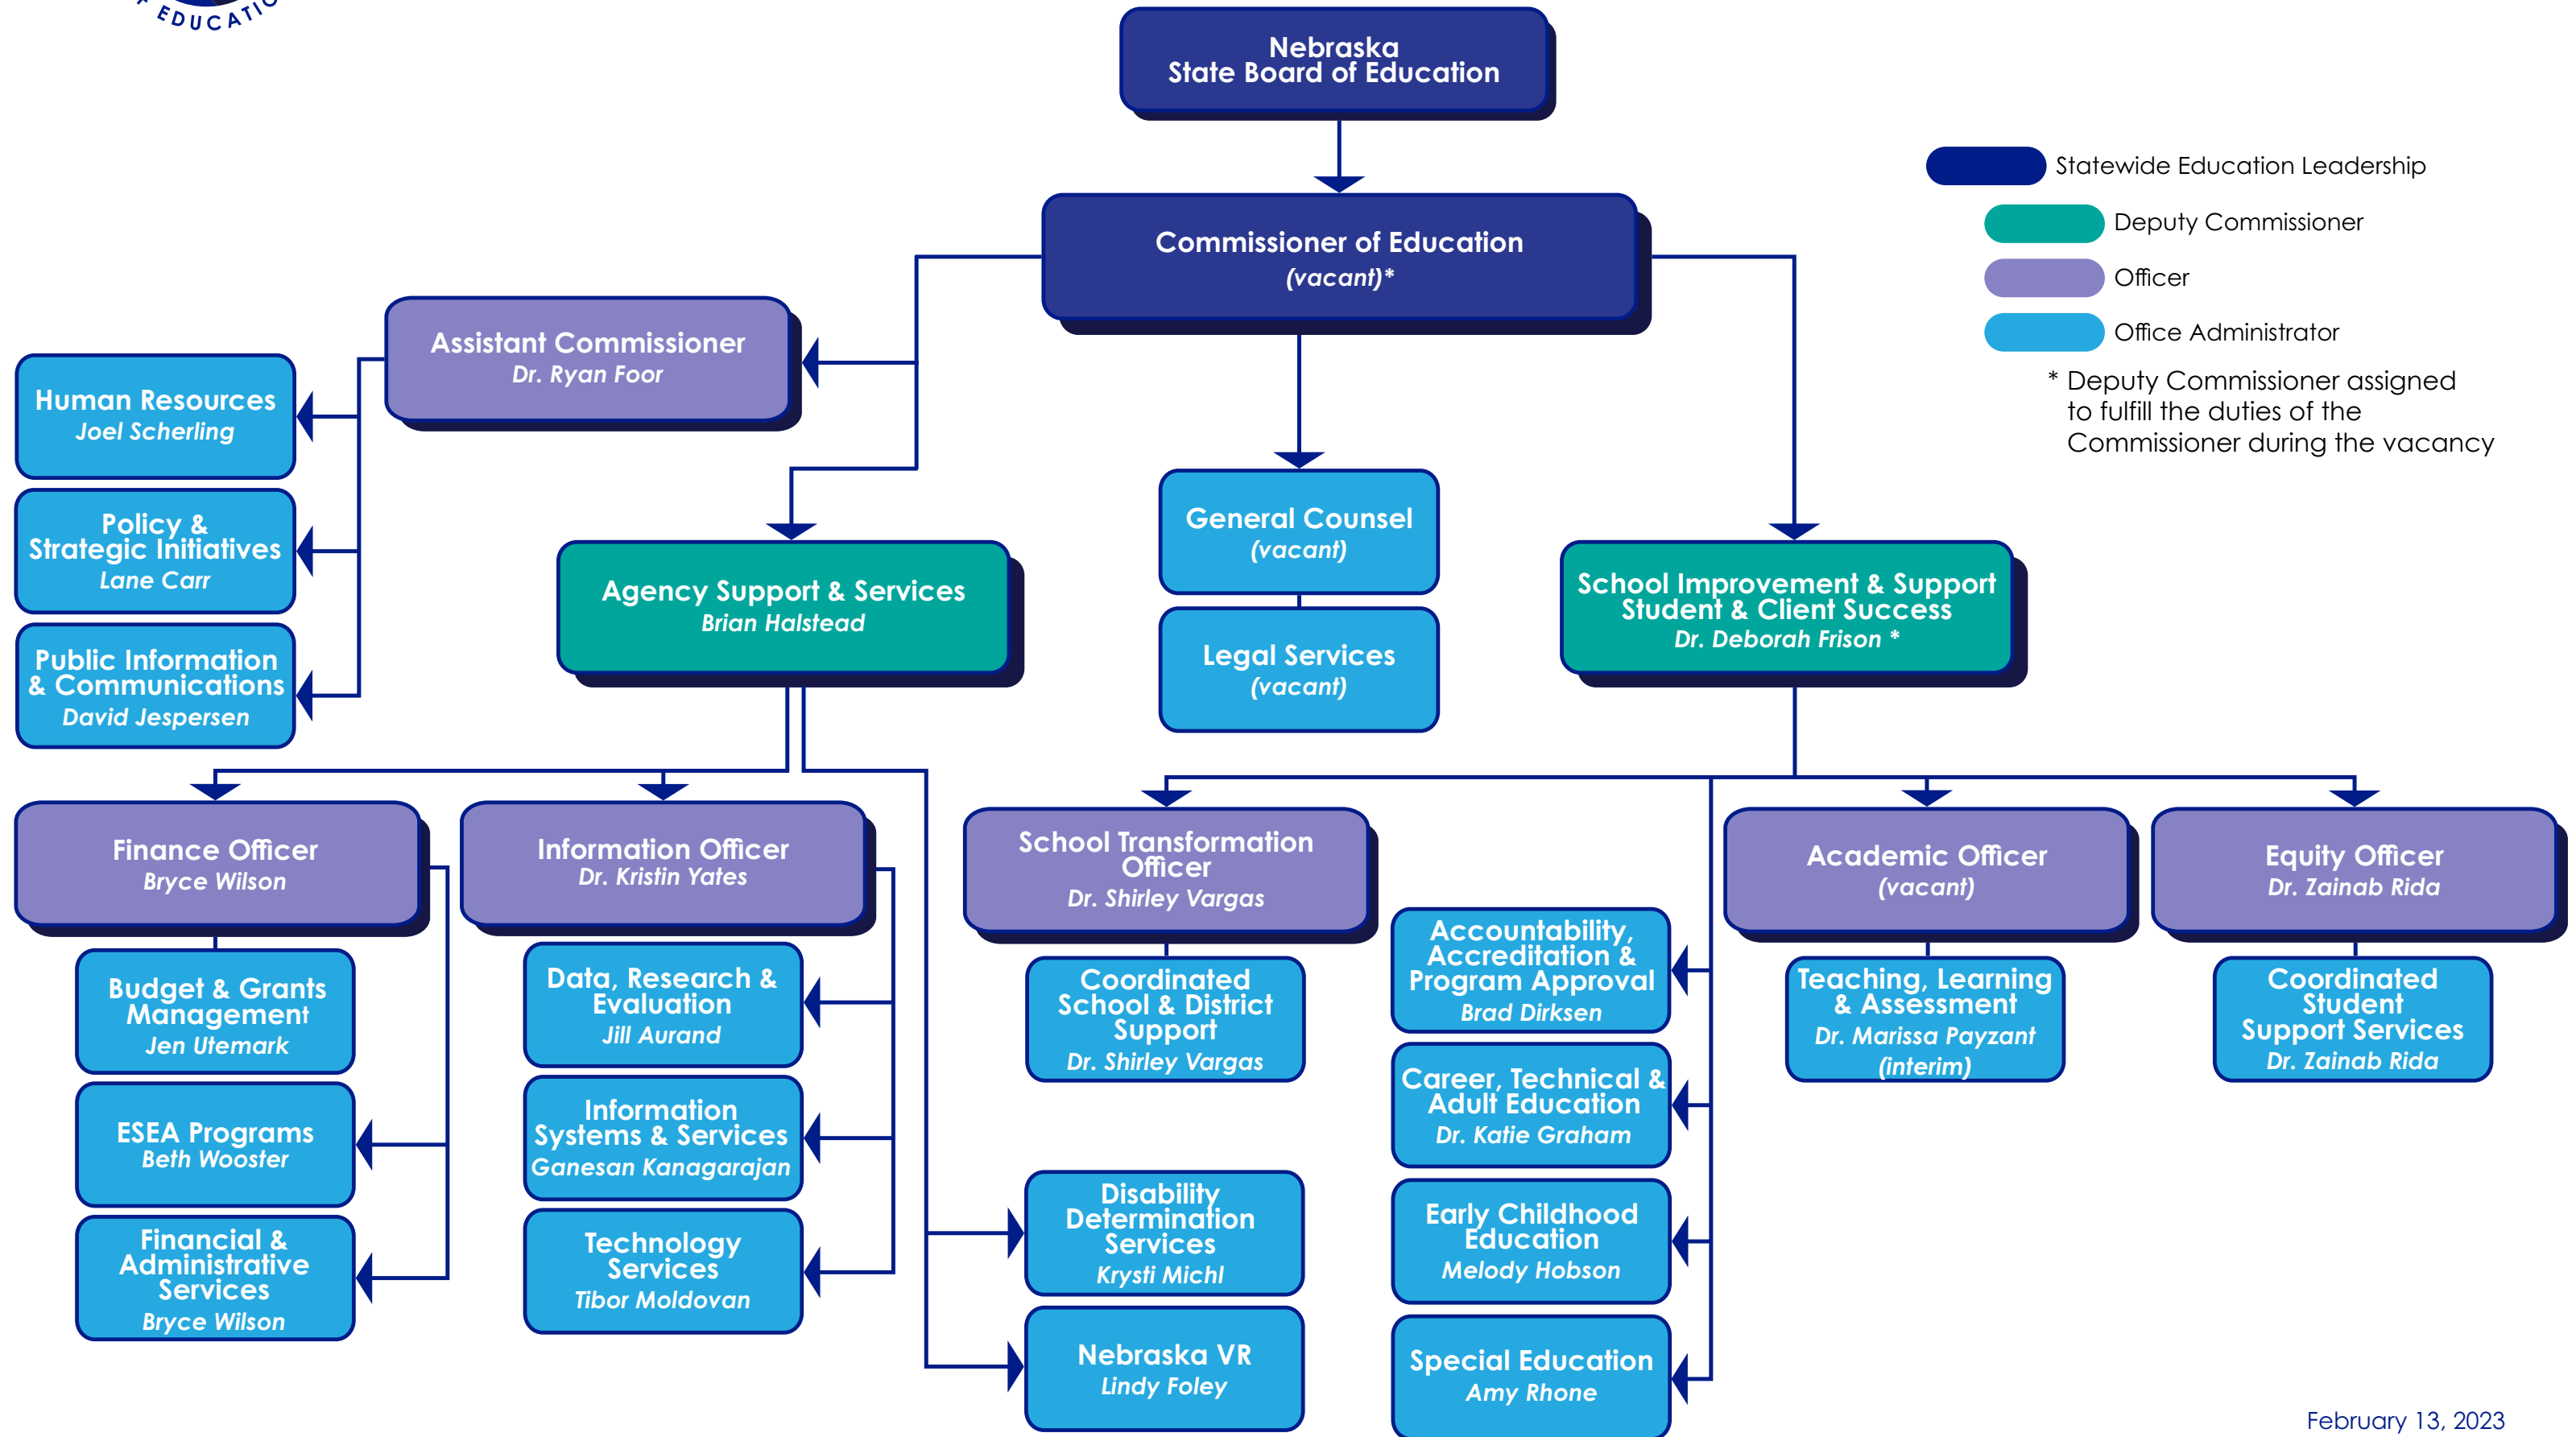 EDUCATIO
Nebraska
State Board of Education
Statewide Education Leadership
Deputy Commissioner
Officer
Office Administrator
* Deputy Commissioner assigned
to fulfill the duties of the
Commissioner during the vacancy
Commissioner of Education
(vacant)*
Assistant Commissioner
Dr. Ryan Foor
Human Resources
Joel Scherling
Policy &
Strategic Initiatives
Lane Carr
Public Information
& Communications
David Jespersen
Agency Support & Services
Brian Halstead
General Counsel
(vacant)
Legal Services
(vacant)
School Improvement & Support
Student & Client Success
Dr. Deborah Frison *
Finance Officer
Bryce Wilson
Budget & Grants
Management
Jen Utemark
ESEA Programs
Beth Wooster
Financial &
Administrative
Services
Bryce Wilson
Information Officer
Dr. Kristin Yates
Data, Research &
Evaluation
Jill Aurand
Information
Systems & Services
Ganesan Kanagarajan
Technology
Services
Tibor Moldovan
School Transformation
Officer
Dr. Shirley Vargas
Coordinated
School & District
Support
Dr. Shirley Vargas
Disability
Determination
Services
Krysti Michl
Nebraska VR
Lindy Foley
Accountability,
Accreditation &
Program Approval
Brad Dirksen
Career, Technical &
Adult Education
Dr. Katie Graham
Early Childhood
Education
Melody Hobson
Special Education
Amy Rhone
Academic Officer
(vacant)
Teaching, Learning
& Assessment
Dr. Marissa Payzant
(interim)
Equity Officer
Dr. Zainab Rida
Coordinated
Student
Support Services
Dr. Zainab Rida
February 13, 2023